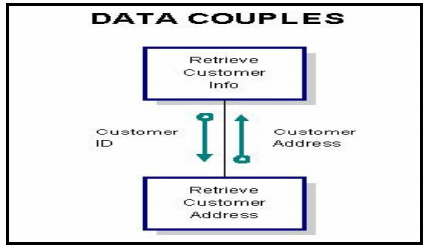 DATA COUPLES
Retrieve
Customer
Info
Customer
ID
Customer
Address
Retrieve
Customer
Address